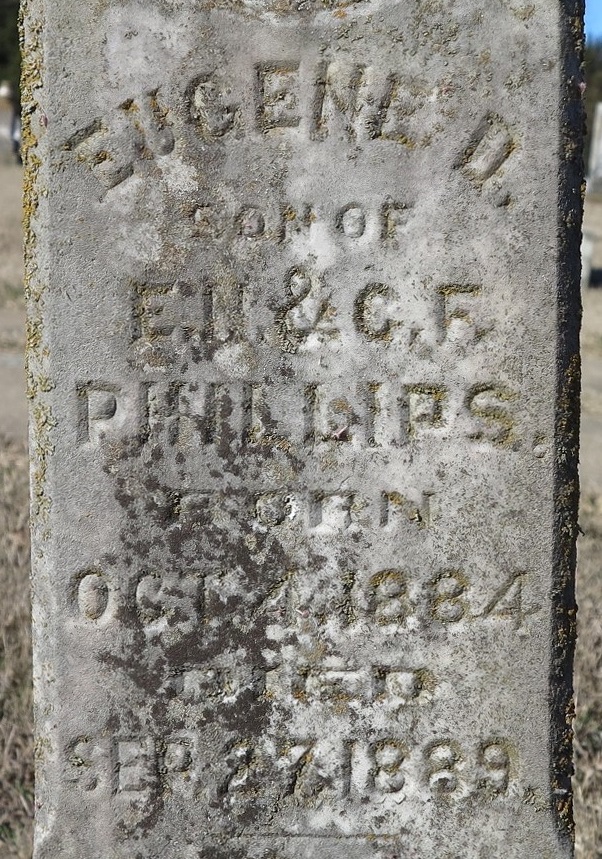 EUGENE D.
SON OF
E.N. & C.F.
PHILLIPS.
BORN
OCT. 4, 1884
DIED
SEP. 27, 1889.